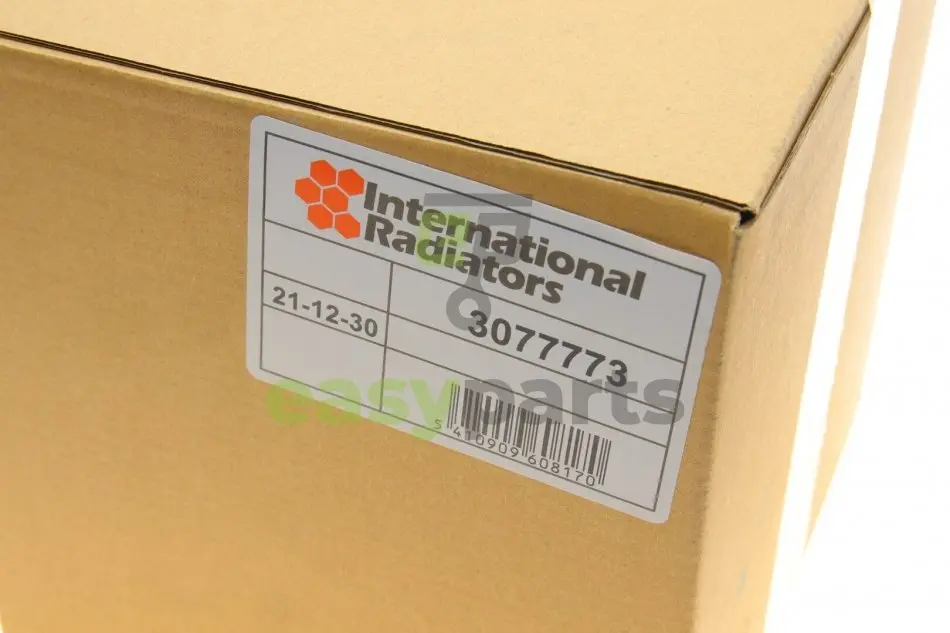 International
Radiators
21-12-30
3077773
easyparts
5 410909 608170